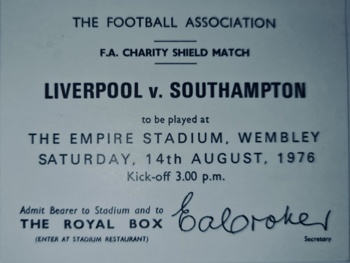 THE FOOTBALL ASSOCIATION
F.A. CHARITY SHIELD MATCH
LIVERPOOL v. SOUTHAMPTON
to be played at
THE EMPIRE STADIUM, WEMBLEY
SATURDAY, 14th AUGUST, 1976
Kick-off 3.00 p.m.
Admit Bearer to Stadium and to
THE ROYAL BOX
(ENTER AT STADIUM RESTAURANT)
EaCroker
Secretary